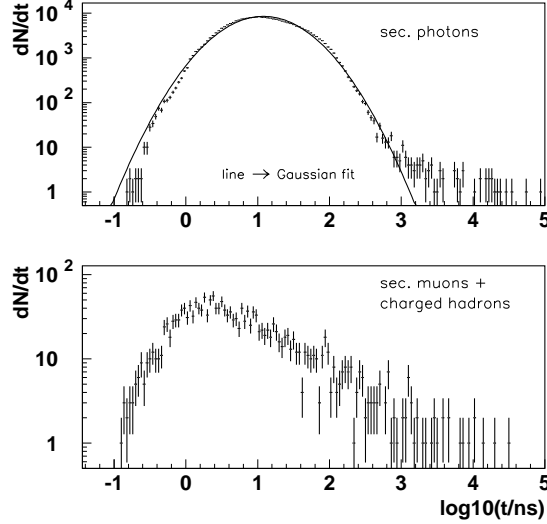 dN/dt
10^4
10^3
10^2
10
1
sec. photons
line → Gaussian fit
-1 0 1 2 3 4 5
dN/dt
10^2
10
1
sec. muons +
charged hadrons
-1 0 1 2 3 4 5
log10(t/ns)